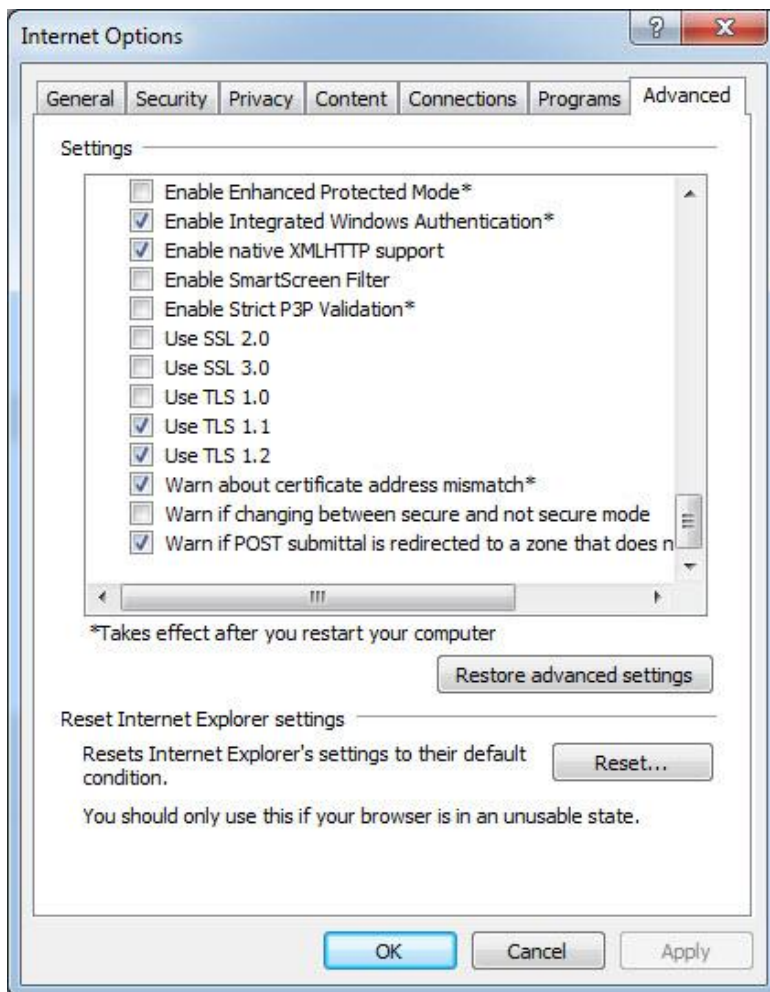 Internet Options
General Security Privacy Content Connections Programs Advanced
Settings
Enable Enhanced Protected Mode*
Enable Integrated Windows Authentication*
Enable native XMLHTTP support
Enable SmartScreen Filter
Enable Strict P3P Validation*
Use SSL 2.0
Use SSL 3.0
Use TLS 1.0
Use TLS 1.1
Use TLS 1.2
Warn about certificate address mismatch*
Warn if changing between secure and not secure mode
Warn if POST submittal is redirected to a zone that does n
*Takes effect after you restart your computer
Restore advanced settings
Reset Internet Explorer settings
Resets Internet Explorer's settings to their default
condition.
Reset...
You should only use this if your browser is in an unusable state.
OK Cancel Apply